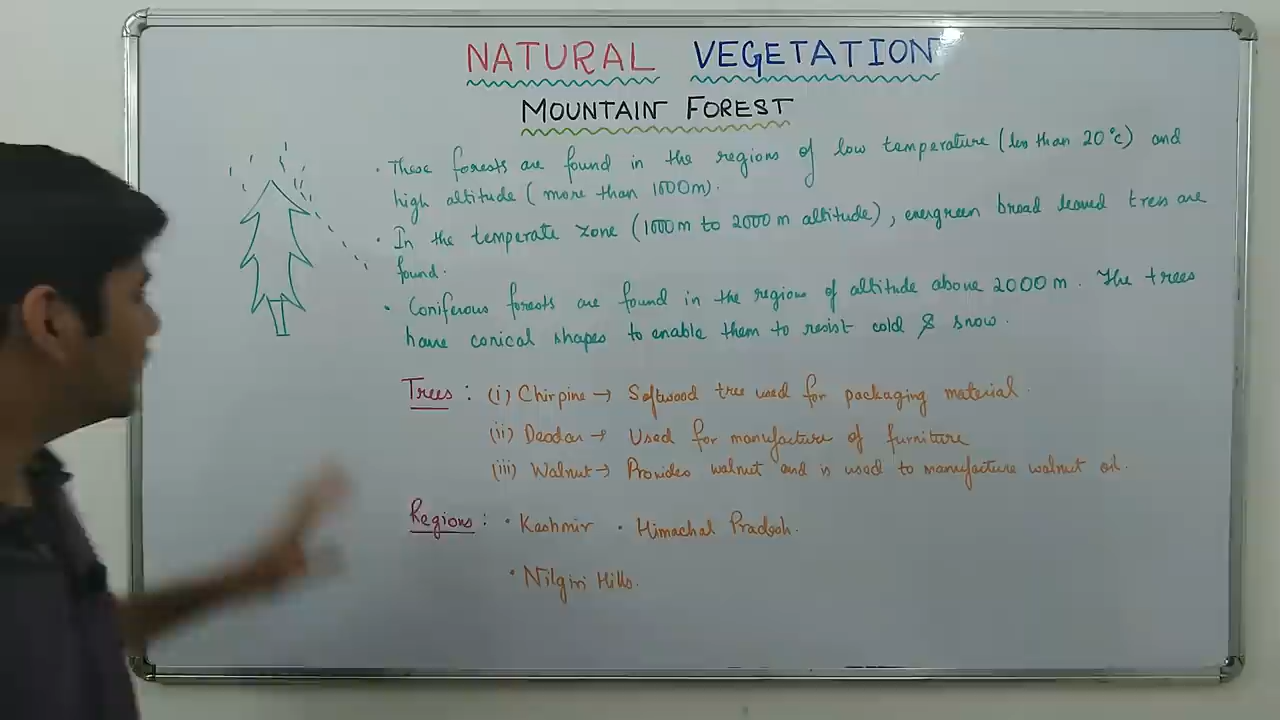 NATURAL VEGETATION
MOUNTAIN FOREST
• These forests are found in the regions of low temperature (less than 20°C) and
high altitude (more than 1000m).
• In the temperate zone (1000m to 2000m altitude), evergreen broad leaved trees are
found.
• Coniferous forests are found in the regions of altitude above 2000m. The trees
have conical shapes to enable them to resist cold & snow.
Trees: (i) Chirpine → Softwood tree used for packaging material.
(ii) Deodar → Used for manufacture of furniture
(iii) Walnut → Provides walnut and is used to manufacture walnut oil.
Regions: • Kashmir • Himachal Pradesh.
• Nilgiri Hills.